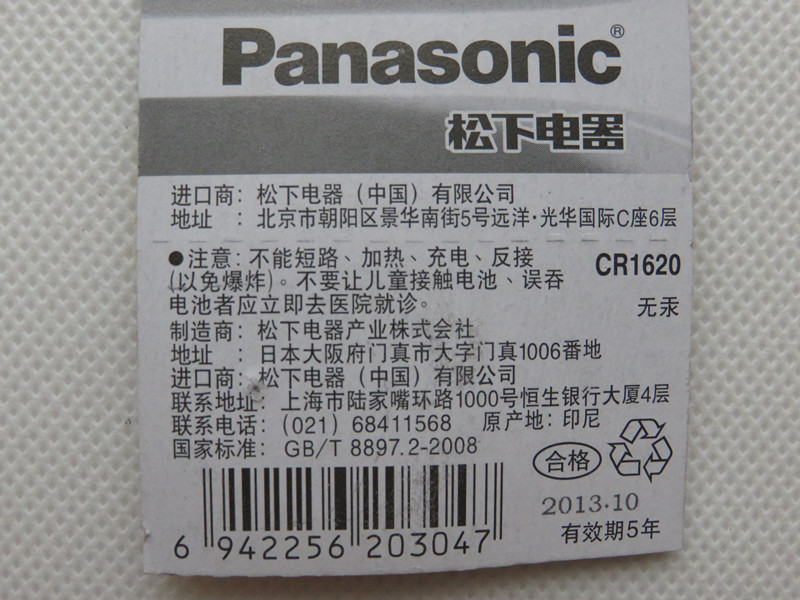 Panasonic®
松下电器
进口商：松下电器（中国）有限公司
地址 ：北京市朝阳区景华南街5号远洋·光华国际C座6层
●注意：不能短路、加热、充电、反接
(以免爆炸)。不要让儿童接触电池、误吞
电池者应立即去医院就诊。
CR1620
无汞
制造商：松下电器产业株式会社
地址 ：日本大阪府门真市大字门真1006番地
进口商：松下电器（中国）有限公司
联系地址：上海市陆家嘴环路1000号恒生银行大厦4层
联系电话：(021) 68411568 原产地：印尼
国家标准：GB/T 8897.2-2008
合格
2013·10
有效期5年
6 942256 203047